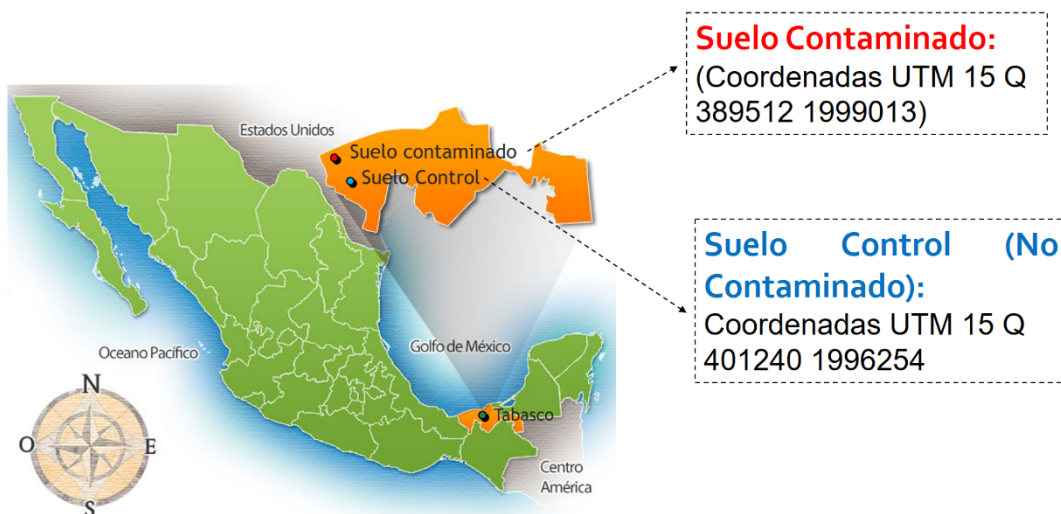 Suelo Contaminado:
(Coordenadas UTM 15 Q
389512 1999013)
Estados Unidos
Suelo contaminado
Suelo Control
Suelo Control (No
Contaminado):
Coordenadas UTM 15 Q
401240 1996254
Oceano Pacífico
Golfo de México
Tabasco
Centro
América
N
O
E
S